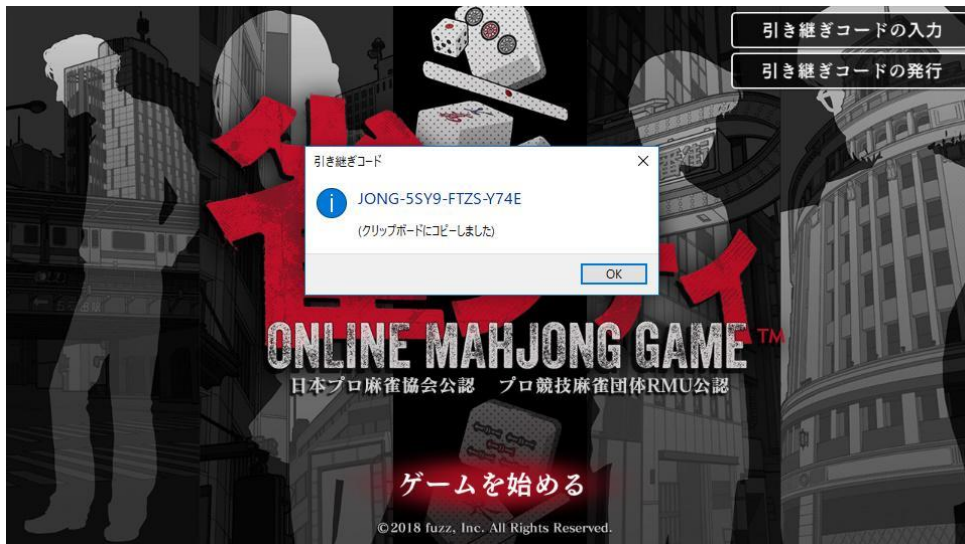 引き継ぎコードの入力
引き継ぎコードの発行
引き継ぎコード
JONG-5SY9-FTZS-Y74E
(クリップボードにコピーしました)
OK
ONLINE MAHJONG GAME™
日本プロ麻雀協会公認 プロ競技麻雀団体RMU公認
ゲームを始める
©2018 fuzz, Inc. All Rights Reserved.